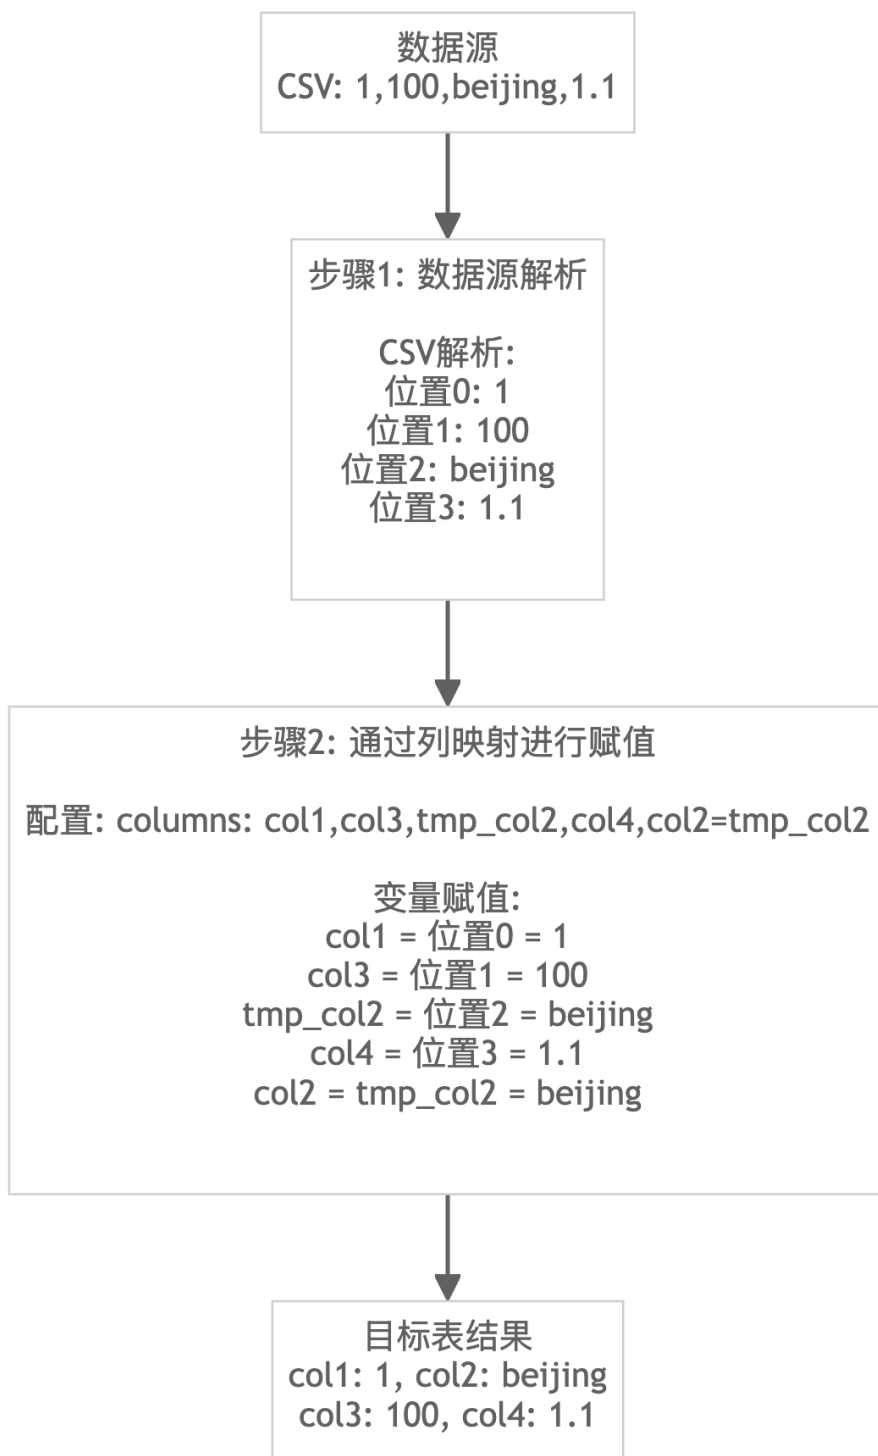 数据源
CSV: 1,100,beijing,1.1
步骤1: 数据源解析
CSV解析:
位置0: 1
位置1: 100
位置2: beijing
位置3: 1.1
步骤2: 通过列映射进行赋值
配置: columns: col1,col3,tmp_col2,col4,col2=tmp_col2
变量赋值:
col1 = 位置0 = 1
col3 = 位置1 = 100
tmp_col2 = 位置2 = beijing
col4 = 位置3 = 1.1
col2 = tmp_col2 = beijing
目标表结果
col1: 1, col2: beijing
col3: 100, col4: 1.1